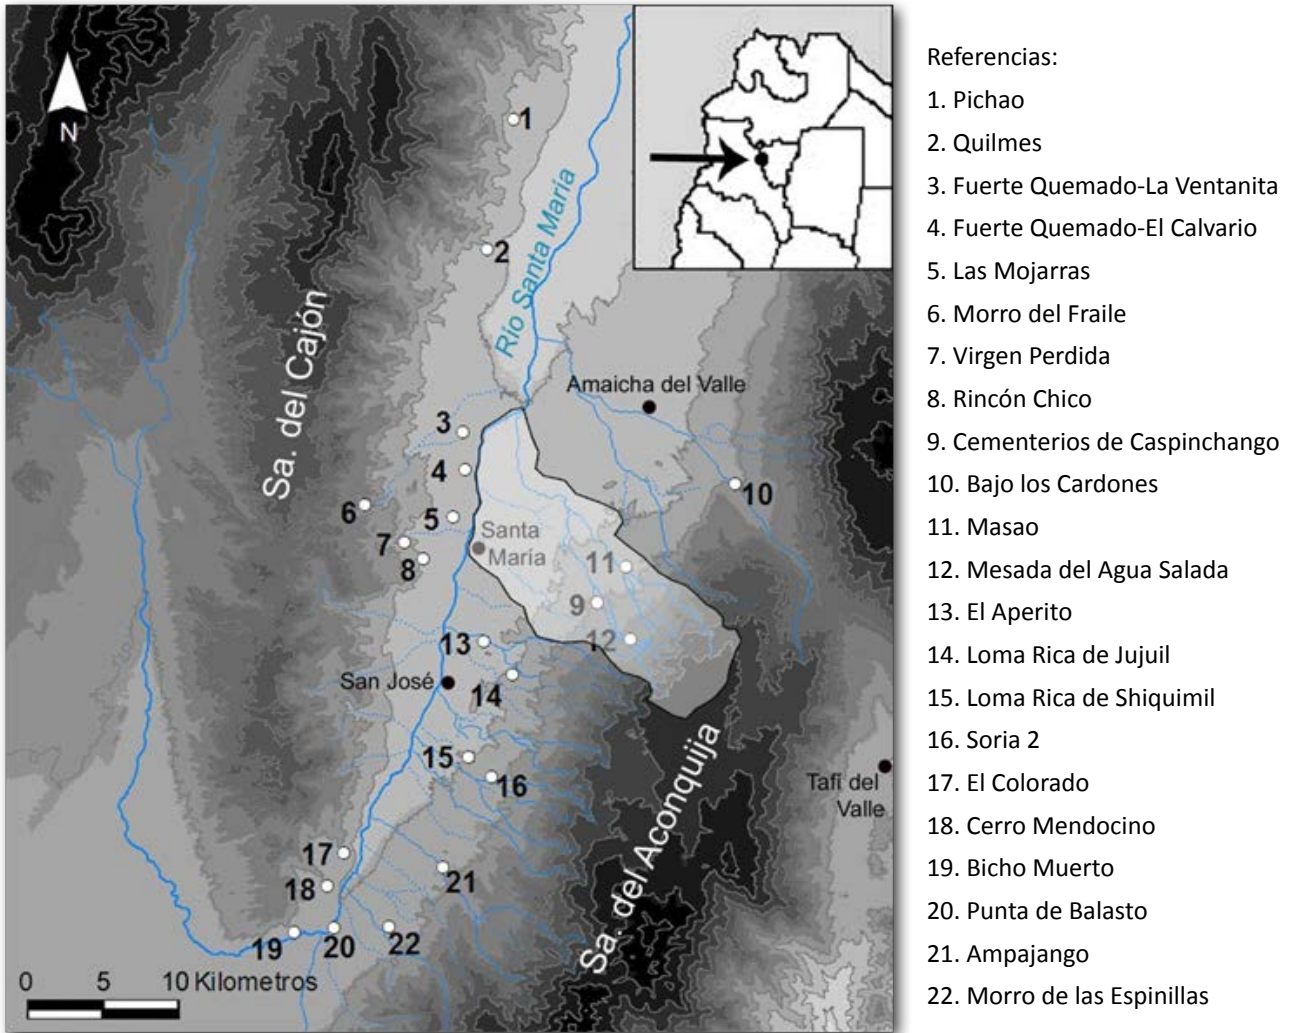 N
1
2
Río Santa María
Sa. del Cajón
Amaicha del Valle
3
4
10
6
5
Santa
María
7
8
11
9
12
13
San José
14
15
16
Sa. del Aconquija
Tafí del
Valle
17
18
21
19
20
22
0 5 10 Kilometros
Referencias:
1. Pichao
2. Quilmes
3. Fuerte Quemado-La Ventanita
4. Fuerte Quemado-El Calvario
5. Las Mojarras
6. Morro del Fraile
7. Virgen Perdida
8. Rincón Chico
9. Cementerios de Caspinchango
10. Bajo los Cardones
11. Masao
12. Mesada del Agua Salada
13. El Aperito
14. Loma Rica de Jujuil
15. Loma Rica de Shiquimil
16. Soria 2
17. El Colorado
18. Cerro Mendocino
19. Bicho Muerto
20. Punta de Balasto
21. Ampajango
22. Morro de las Espinillas